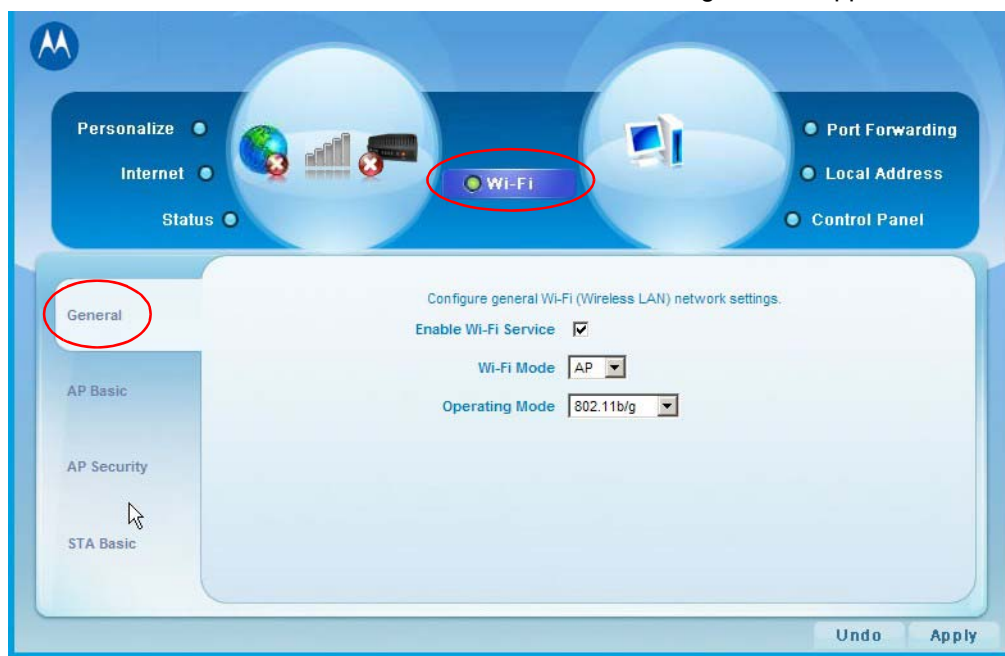 Personalize
Internet
Status
Wi-Fi
Port Forwarding
Local Address
Control Panel
General
AP Basic
AP Security
STA Basic
Configure general Wi-Fi (Wireless LAN) network settings.
Enable Wi-Fi Service
Wi-Fi Mode AP
Operating Mode 802.11b/g
Undo Apply